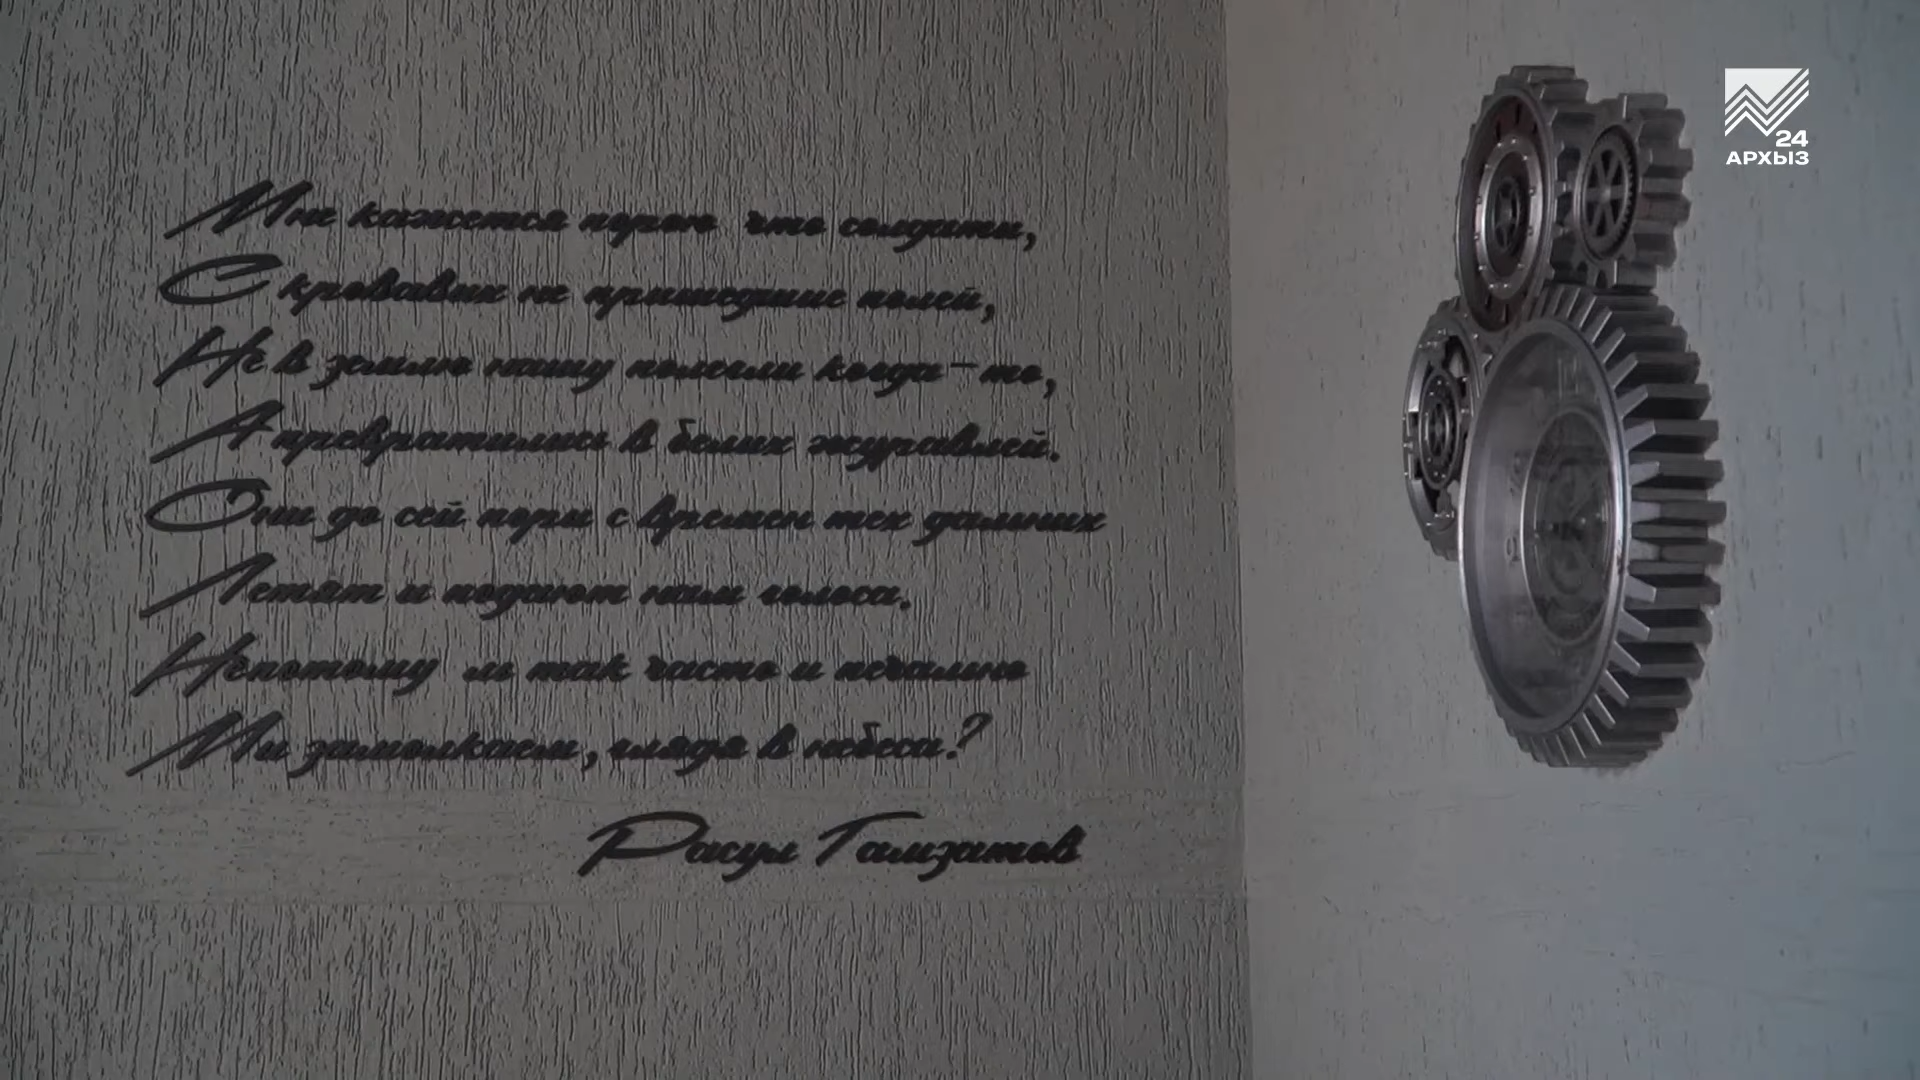 Мне кажется порою что солдаты,
С кровавых не пришедшие полей,
Не в землю нашу полегли когда-то,
А превратились в белых журавлей.
Они до сей поры с времен тех дальних
Летят и подают нам голоса.
Непотому ль так часто и печально
Мы замолкаем, глядя в небеса?
Расул Гамзатов
24
АРХЫЗ